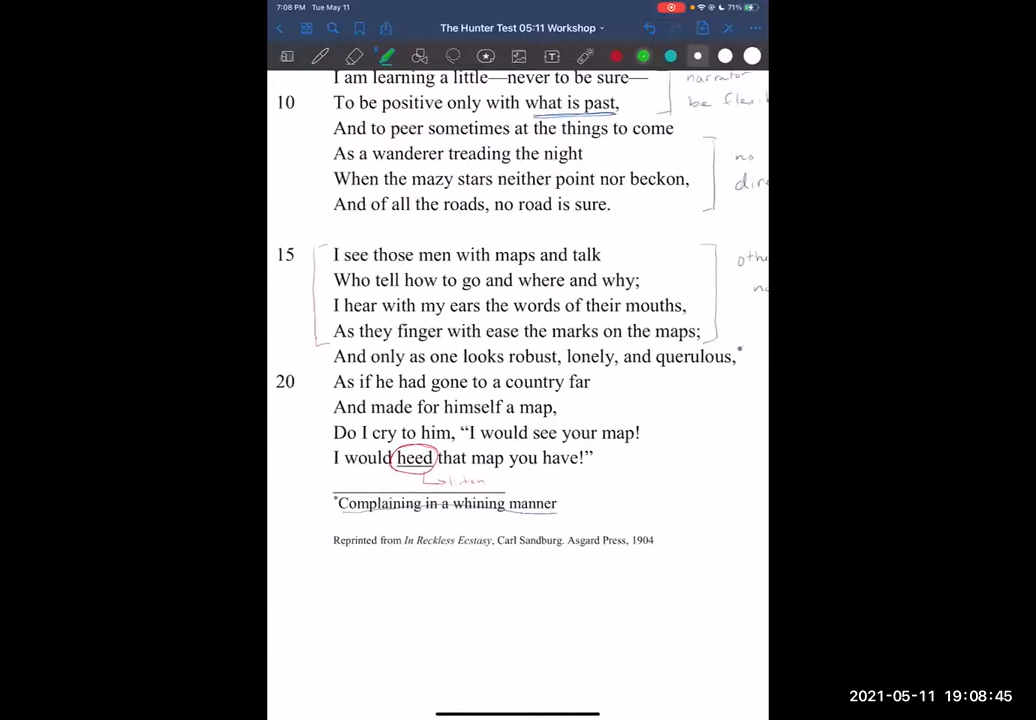 7:08 PM Tue May 11
71%
The Hunter Test 05:11 Workshop
I am learning a little—never to be sure—
10 To be positive only with what is past,
And to peer sometimes at the things to come
As a wanderer treading the night
When the mazy stars neither point nor beckon,
And of all the roads, no road is sure.
narrator
be
no
15 I see those men with maps and talk
Who tell how to go and where and why;
I hear with my ears the words of their mouths,
As they finger with ease the marks on the maps;
And only as one looks robust, lonely, and querulous,*
20 As if he had gone to a country far
And made for himself a map,
Do I cry to him, “I would see your map!
I would heed that map you have!”
listen
*Complaining in a whining manner
Reprinted from In Reckless Ecstasy, Carl Sandburg. Asgard Press, 1904
2021-05-11 19:08:45